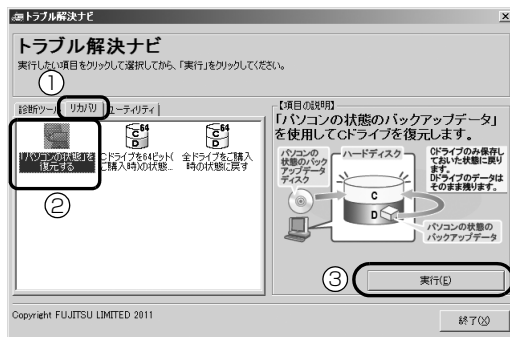 トラブル解決ナビ
トラブル解決ナビ
実行したい項目をクリックして選択してから、「実行」をクリックしてください。
①
診断ツール リカバリ ユーティリティ
「パソコンの状態」を
復元する
Cドライブを64ビット(
ご購入時)の状態...
全ドライブをご購入
時の状態に戻す
②
【項目の説明】
「パソコンの状態のバックアップデータ」
を使用してCドライブを復元します。
パソコンの
状態のバック
アップデータ
ディスク
ハードディスク
Cドライブのみ保存し
ておいた状態に戻り
ます。
Dドライブのデータは
そのまま残ります。
C
D
パソコンの状態の
バックアップデータ
③
実行(E)
Copyright FUJITSU LIMITED 2011
終了(X)